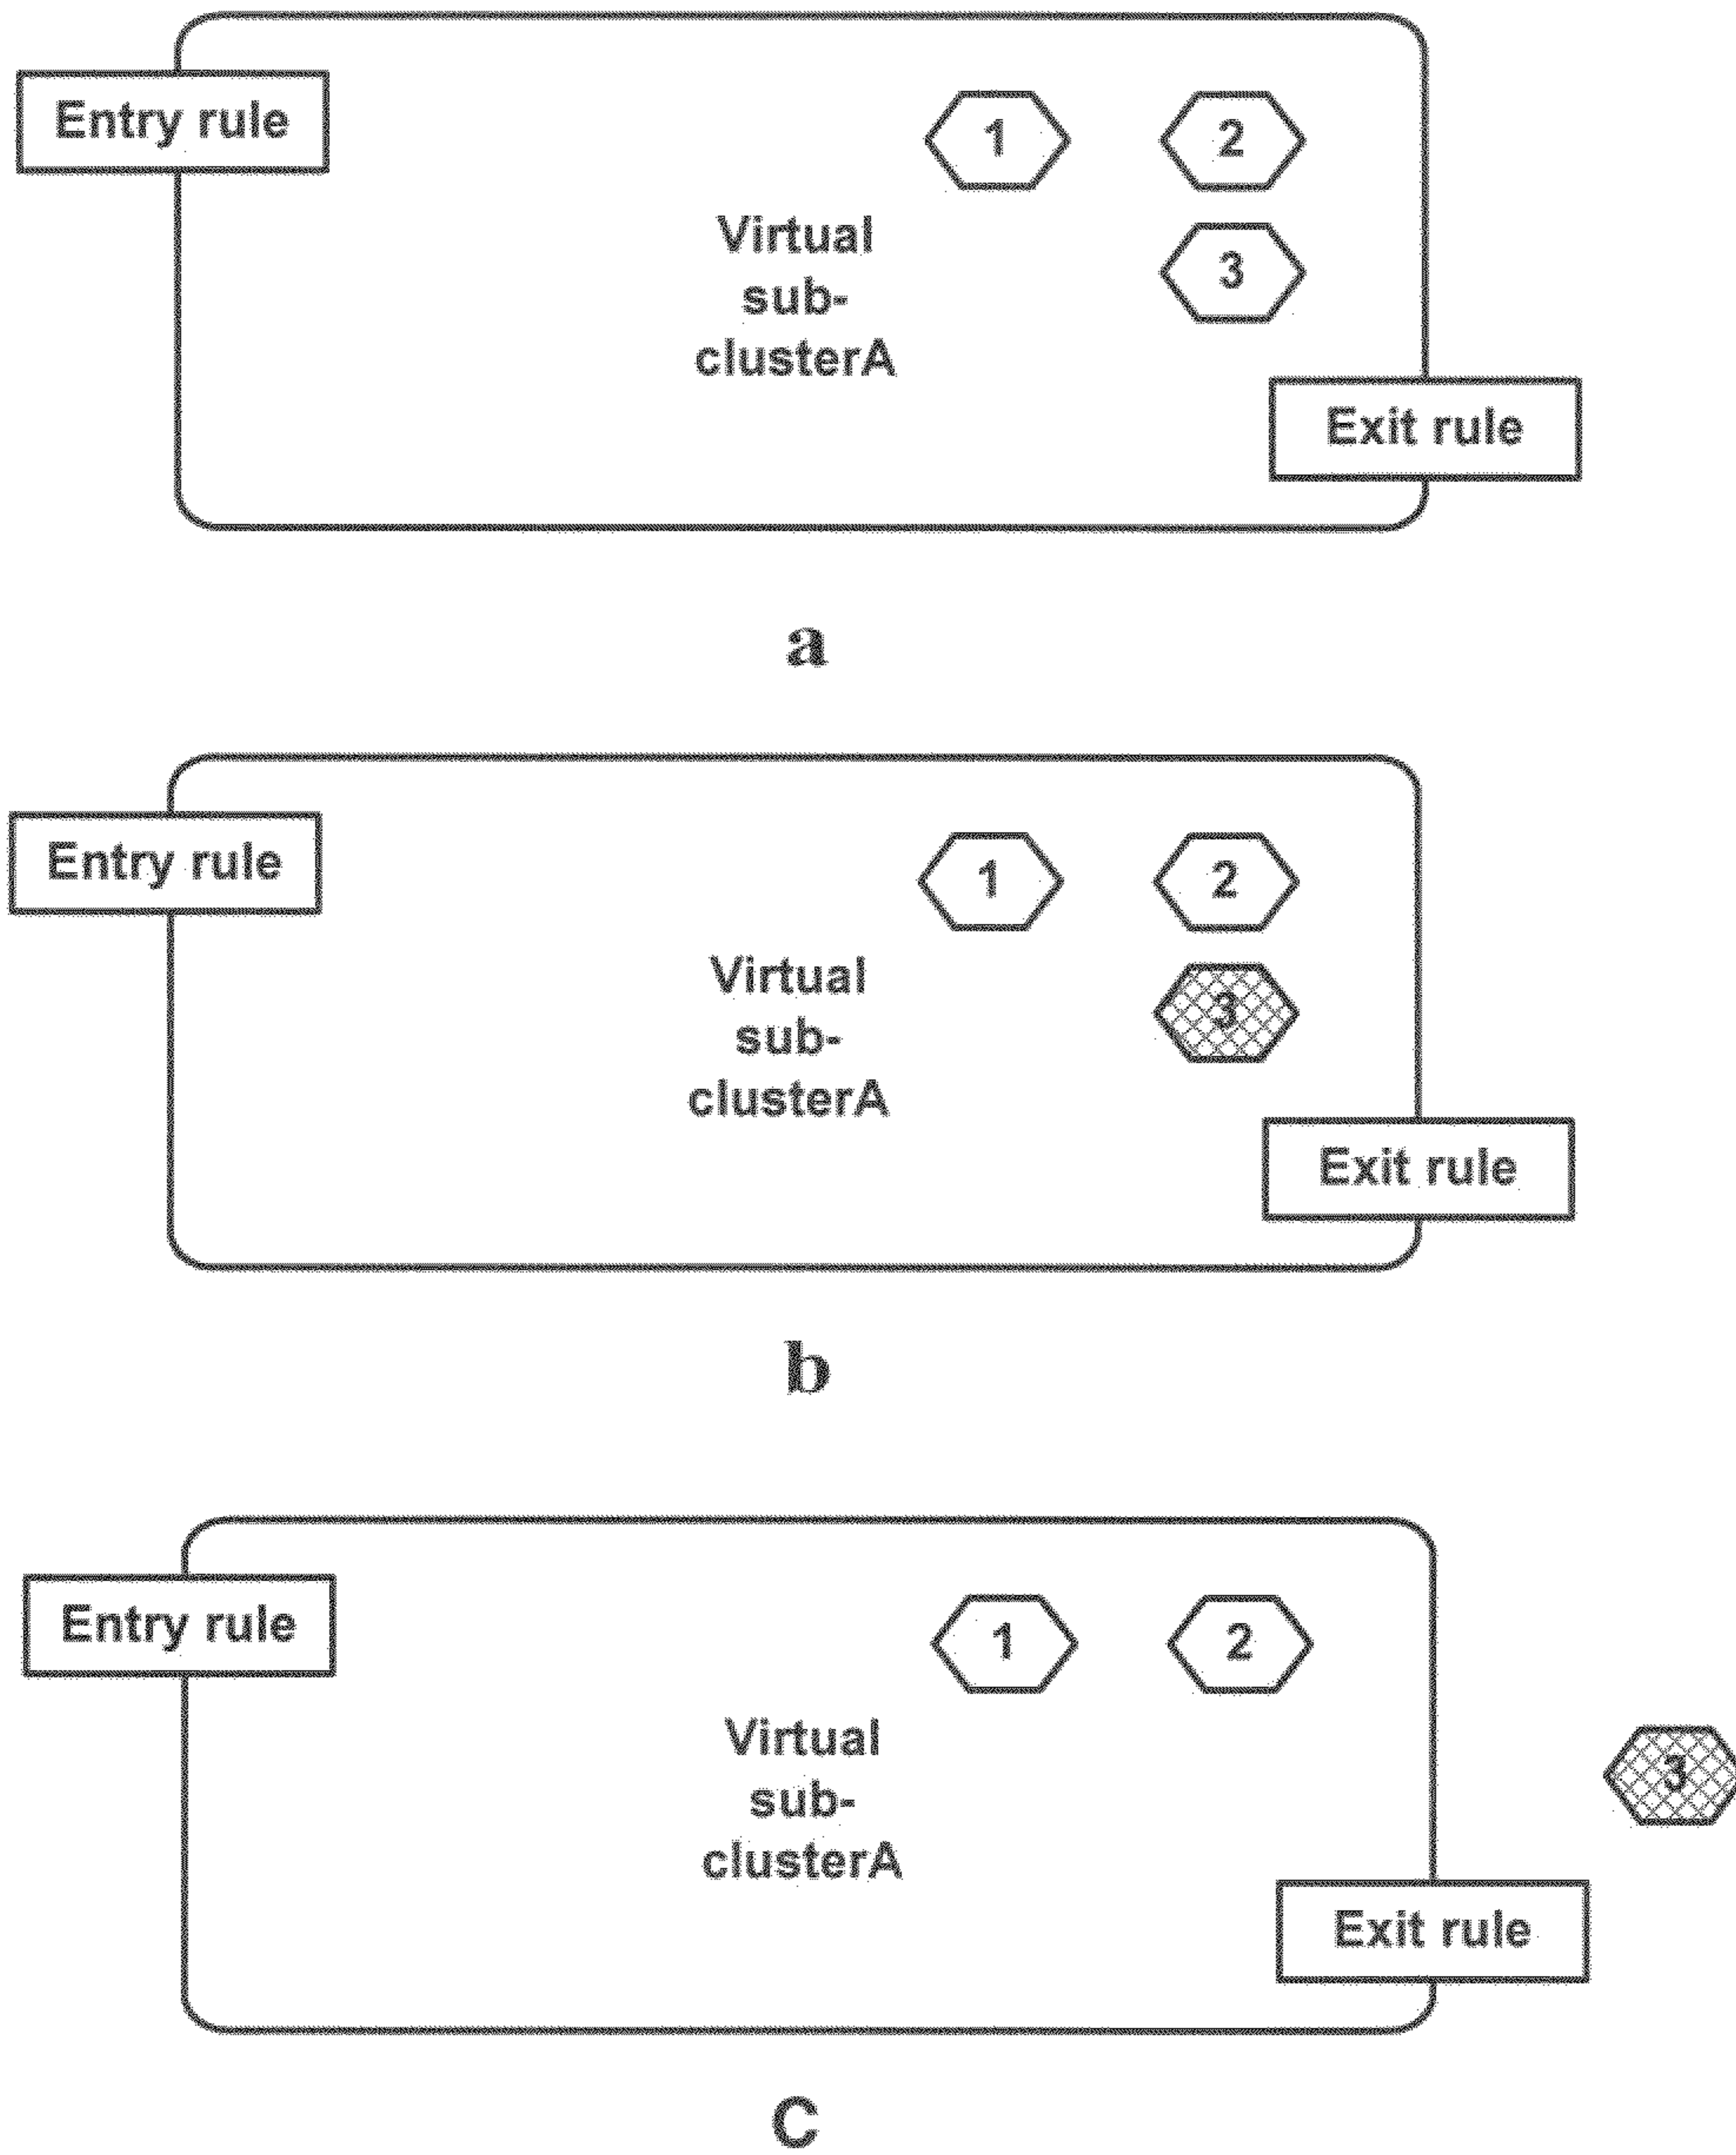 Entry rule
1
2
Virtual
sub-
clusterA
3
Exit rule
a
Entry rule
1
2
Virtual
sub-
clusterA
3
Exit rule
b
Entry rule
1
2
Virtual
sub-
clusterA
3
Exit rule
C